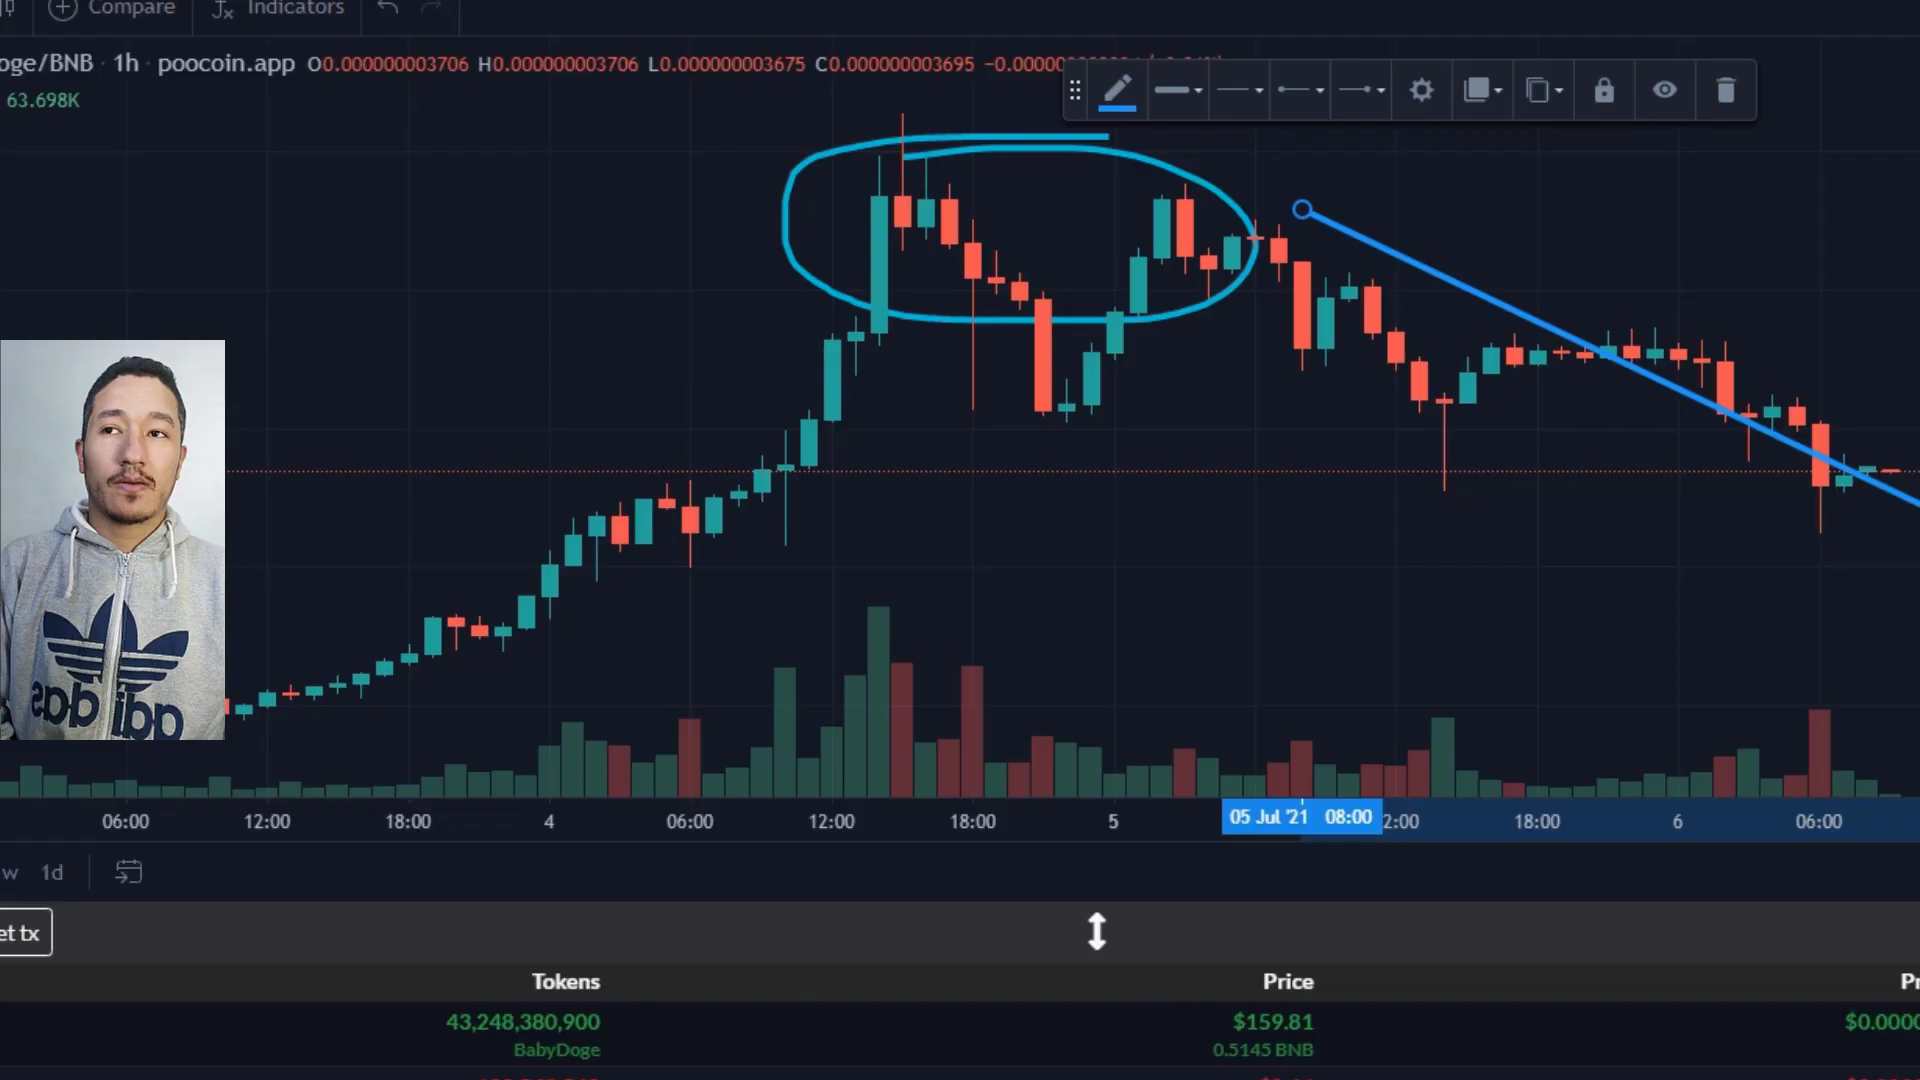 Compare Indicators
oge/BNB · 1h · poocoin.app O0.000000003706 H0.000000003706 L0.000000003675 C0.000000003695
63.698K
adidas
06:00 12:00 18:00 4 06:00 12:00 18:00 5 05 Jul '21 08:00 2:00 18:00 6 06:00
w 1d
et tx
Tokens Price Pr
43,248,380,900 $159.81 $0.0000
BabyDoge 0.5145 BNB